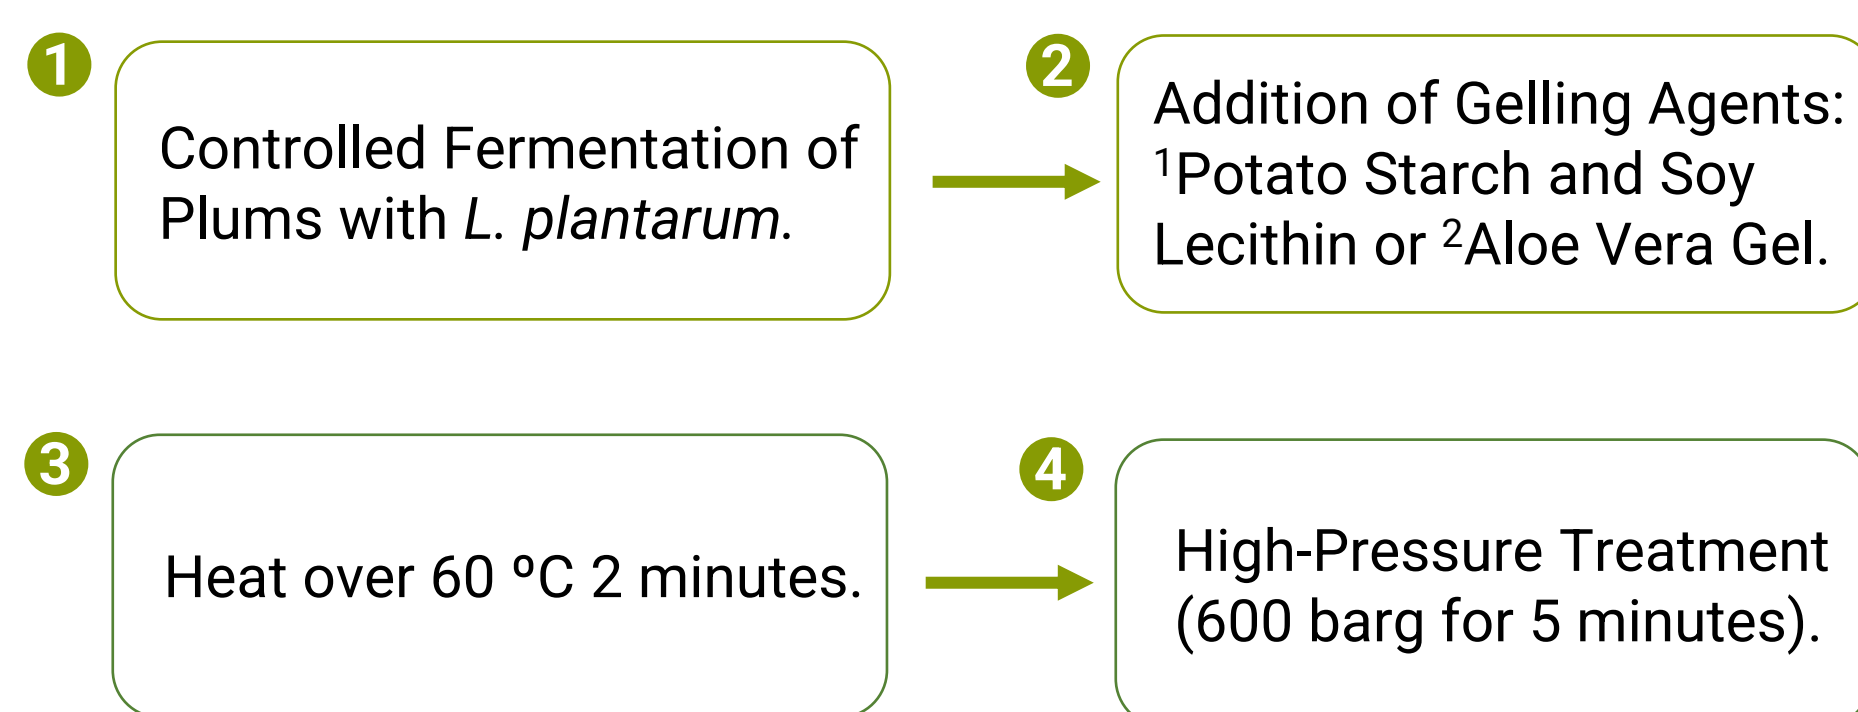 1
Controlled Fermentation of
Plums with L. plantarum.
2
Addition of Gelling Agents:
¹Potato Starch and Soy
Lecithin or ²Aloe Vera Gel.
3
Heat over 60 ºC 2 minutes.
4
High-Pressure Treatment
(600 barg for 5 minutes).